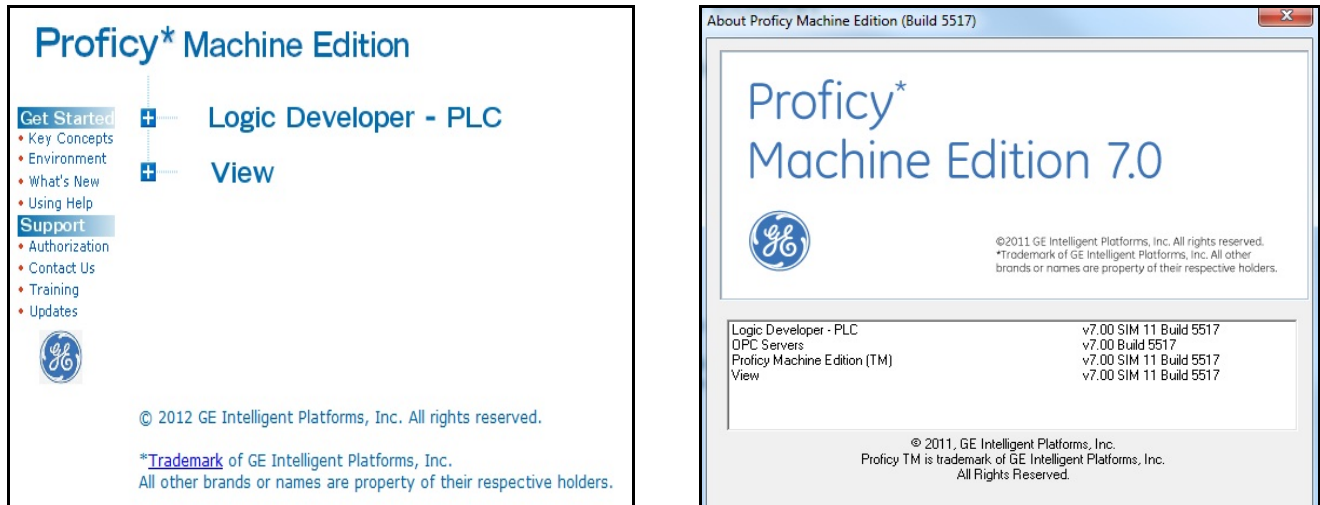 Proficy* Machine Edition
Get Started
• Key Concepts
• Environment
• What's New
• Using Help
Support
• Authorization
• Contact Us
• Training
• Updates
Logic Developer - PLC
View
© 2012 GE Intelligent Platforms, Inc. All rights reserved.
*Trademark of GE Intelligent Platforms, Inc.
All other brands or names are property of their respective holders.
About Proficy Machine Edition (Build 5517)
Proficy*
Machine Edition 7.0
©2011 GE Intelligent Platforms, Inc. All rights reserved.
*Trademark of GE Intelligent Platforms, Inc. All other
brands or names are property of their respective holders.
Logic Developer - PLC v7.00 SIM 11 Build 5517
OPC Servers v7.00 Build 5517
Proficy Machine Edition (TM) v7.00 SIM 11 Build 5517
View v7.00 SIM 11 Build 5517
© 2011, GE Intelligent Platforms, Inc.
Proficy TM is trademark of GE Intelligent Platforms, Inc.
All Rights Reserved.